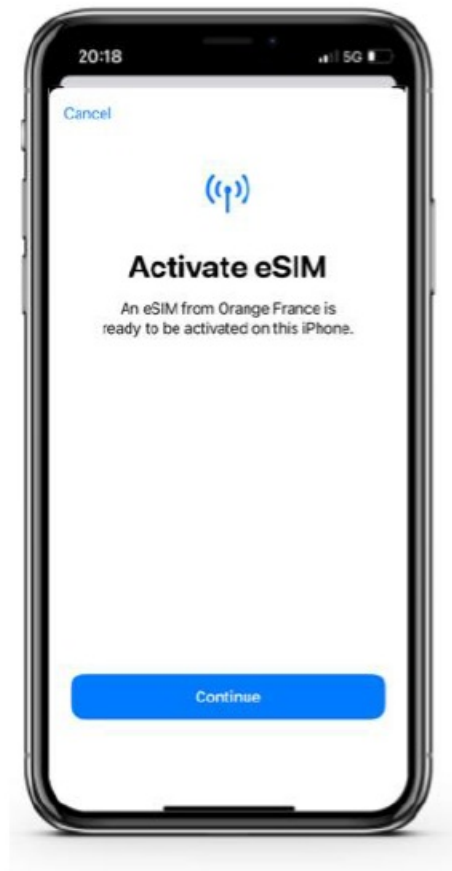 20:18
5G
Cancel
Activate eSIM
An eSIM from Orange France is
ready to be activated on this iPhone.
Continue